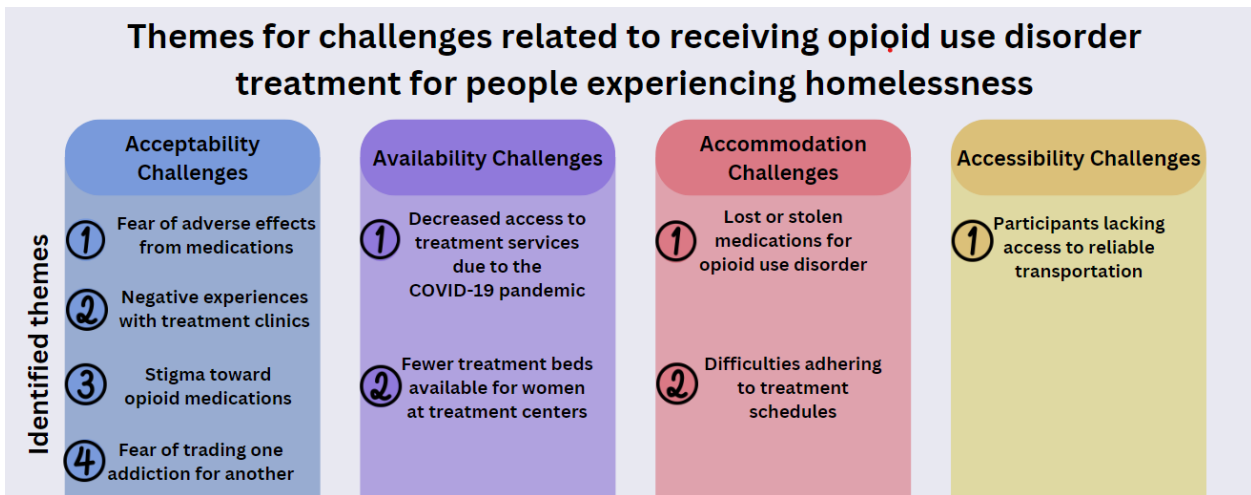 Themes for challenges related to receiving opioid use disorder
treatment for people experiencing homelessness
Identified themes
Acceptability
Challenges
1
Fear of adverse effects
from medications
2
Negative experiences
with treatment clinics
3
Stigma toward
opioid medications
4
Fear of trading one
addiction for another
Availability Challenges
1
Decreased access to
treatment services
due to the
COVID-19 pandemic
2
Fewer treatment beds
available for women
at treatment centers
Accommodation
Challenges
1
Lost or stolen
medications for
opioid use disorder
2
Difficulties adhering
to treatment
schedules
Accessibility Challenges
1
Participants lacking
access to reliable
transportation